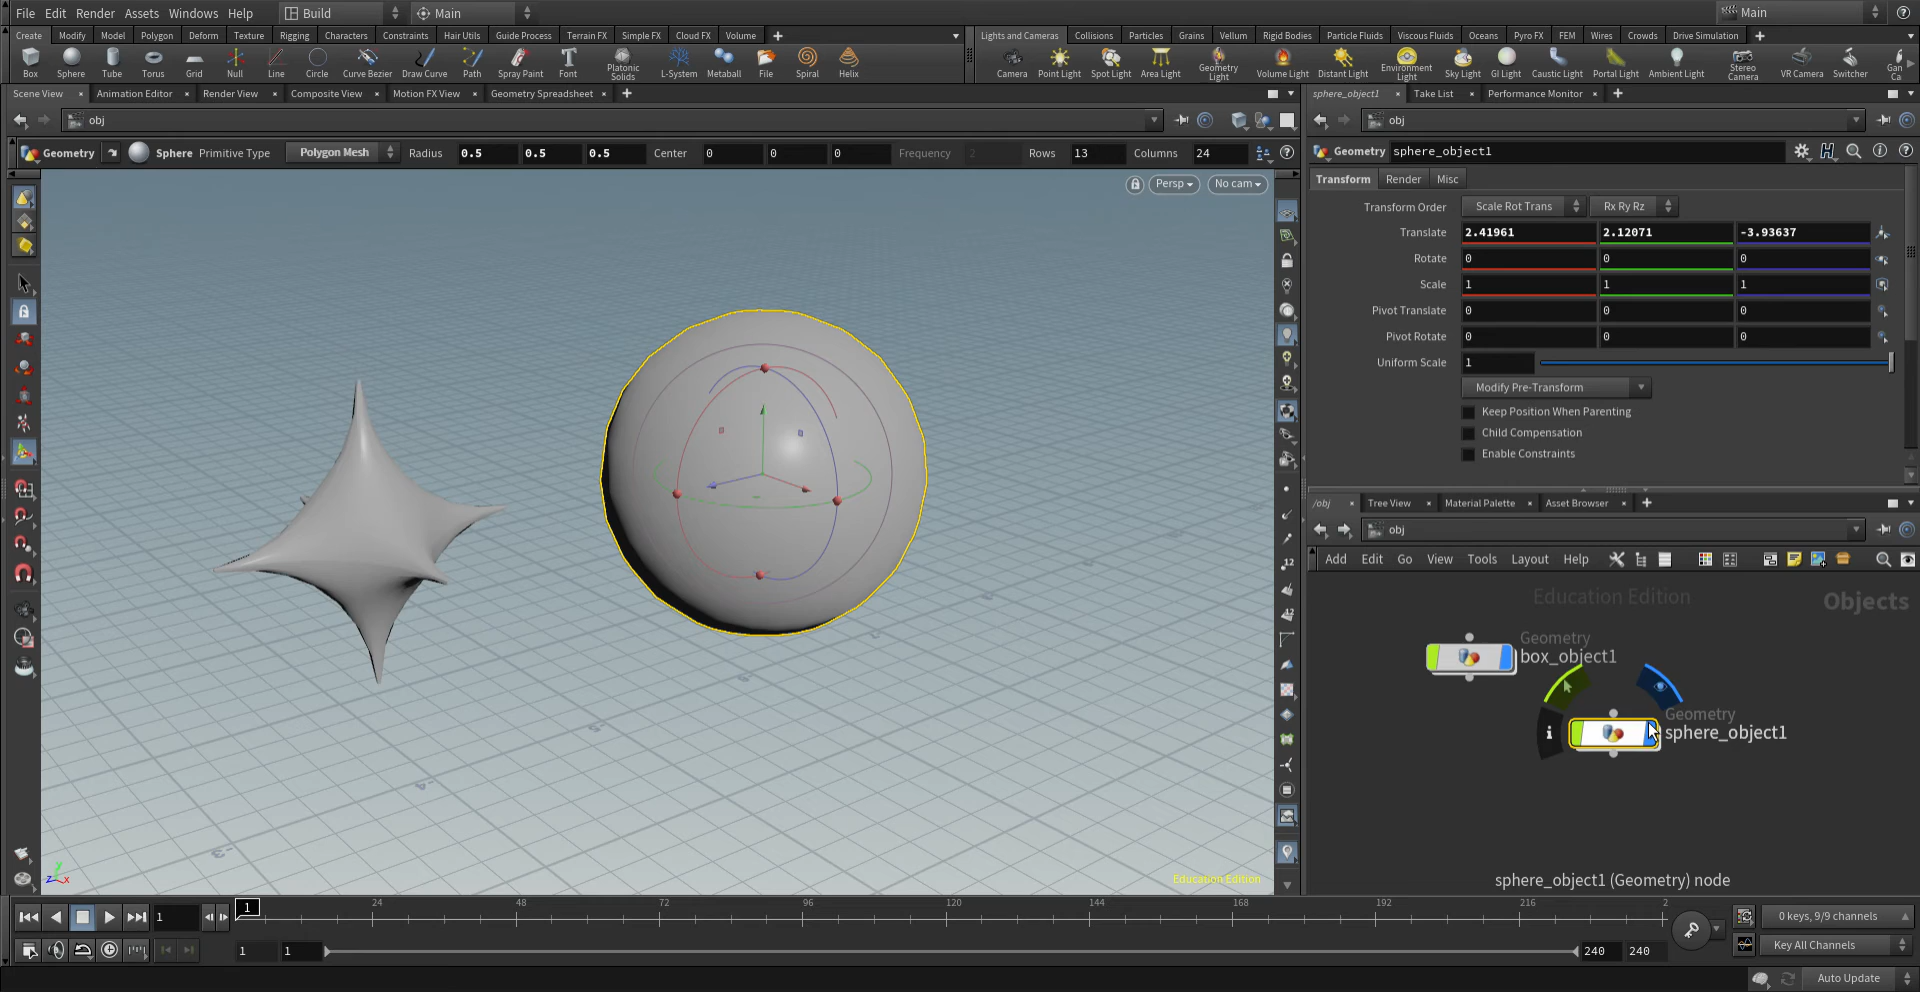 File Edit Render Assets Windows Help Build Main Main
Create Modify Model Polygon Deform Texture Rigging Characters Constraints Hair Utils Guide Process Terrain FX Simple FX Cloud FX Volume
Lights and Cameras Collisions Particles Grains Vellum Rigid Bodies Particle Fluids Viscous Fluids Oceans Pyro FX FEM Wires Crowds Drive Simulation
Box Sphere Tube Torus Grid Null Line Circle Curve Bezier Draw Curve Path Spray Paint Font Platonic Solids L-System Metaball File Spiral Helix
Camera Point Light Spot Light Area Light Geometry Light Volume Light Distant Light Environment Light Sky Light GI Light Caustic Light Portal Light Ambient Light Stereo Camera VR Camera Switcher Gan Ca
Scene View Animation Editor Render View Composite View Motion FX View Geometry Spreadsheet
sphere_object1 Take List Performance Monitor
obj
obj
Geometry Sphere Primitive Type Polygon Mesh Radius 0.5 0.5 0.5 Center 0 0 0 Frequency 2 Rows 13 Columns 24
Geometry sphere_object1
Persp No cam
Transform Render Misc
Transform Order Scale Rot Trans Rx Ry Rz
Translate 2.41961 2.12071 -3.93637
Rotate 0 0 0
Scale 1 1 1
Pivot Translate 0 0 0
Pivot Rotate 0 0 0
Uniform Scale 1
Modify Pre-Transform
Keep Position When Parenting
Child Compensation
Enable Constraints
/obj Tree View Material Palette Asset Browser
obj
Add Edit Go View Tools Layout Help
Education Edition
Objects
Geometry
box_object1
Geometry
sphere_object1
sphere_object1 (Geometry) node
Education Edition
z x y
1 1 24 48 72 96 120 144 168 192 216 2
0 keys, 9/9 channels
1 1 240 240
Key All Channels
Auto Update